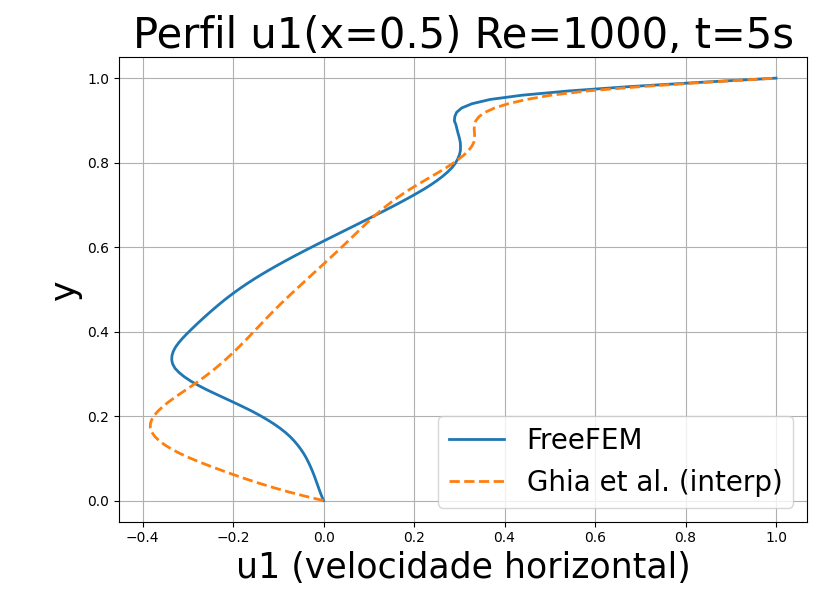 Perfil u1(x=0.5) Re=1000, t=5s
1.0
0.8
0.6
0.4
0.2
0.0
y
FreeFEM
Ghia et al. (interp)
−0.4 −0.2 0.0 0.2 0.4 0.6 0.8 1.0
u1 (velocidade horizontal)